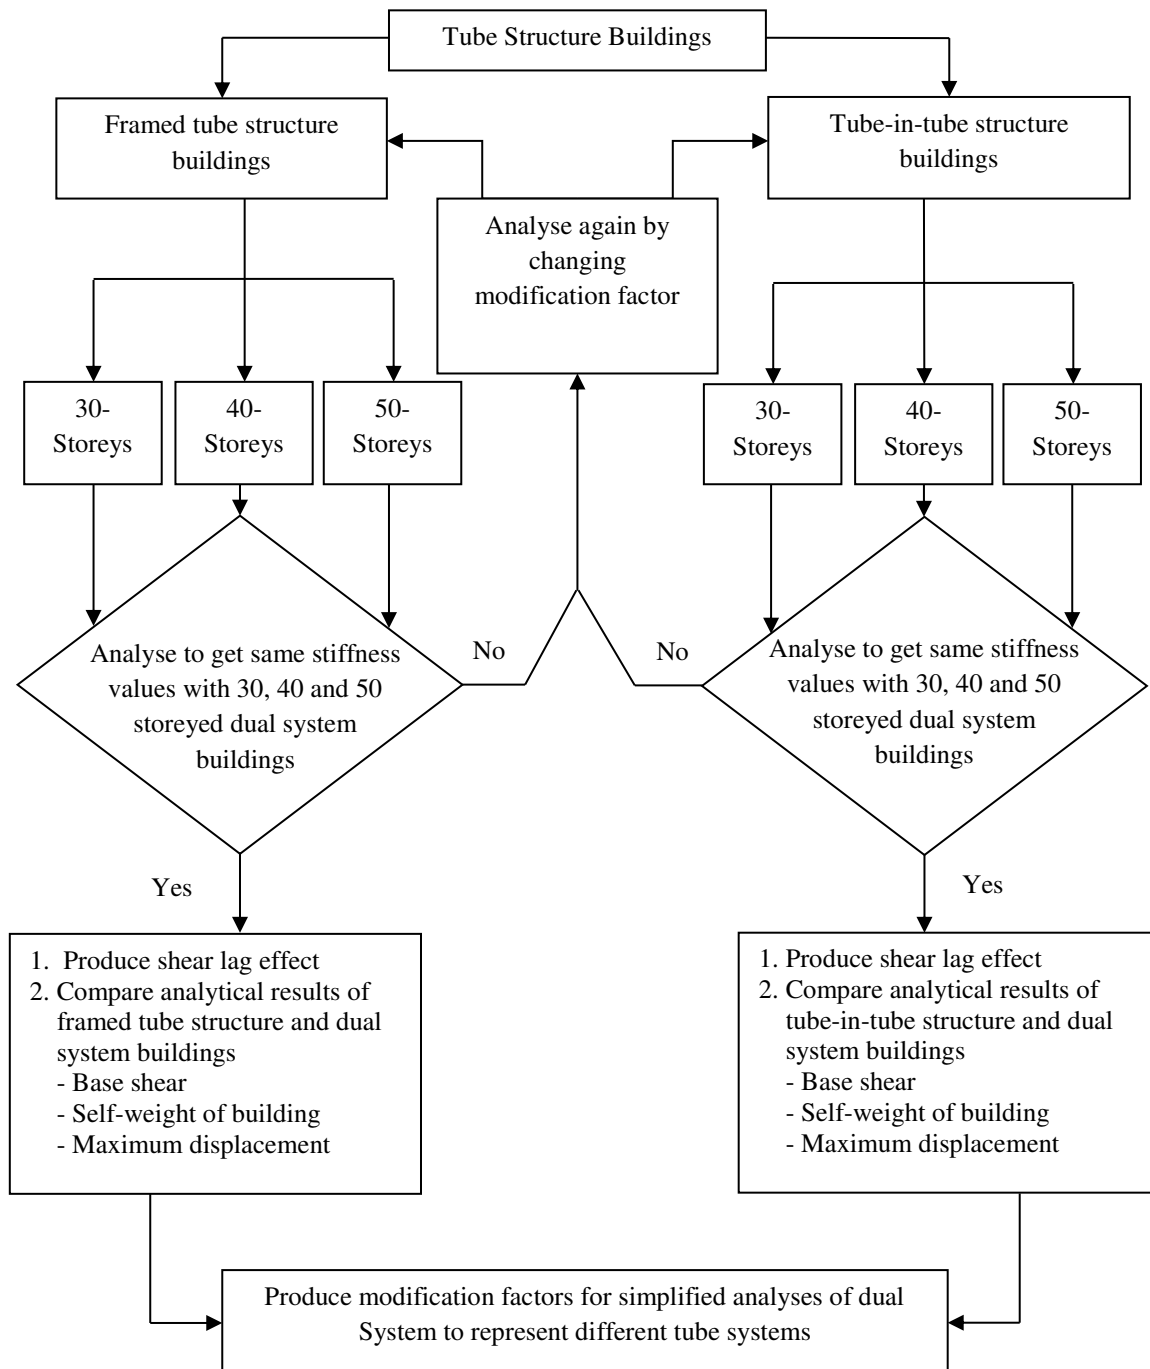 Tube Structure Buildings
Framed tube structure
buildings
Tube-in-tube structure
buildings
Analyse again by
changing
modification factor
30-
Storeys
40-
Storeys
50-
Storeys
30-
Storeys
40-
Storeys
50-
Storeys
Analyse to get same stiffness
values with 30, 40 and 50
storeyed dual system
buildings
No
No
Analyse to get same stiffness
values with 30, 40 and 50
storeyed dual system
buildings
Yes
Yes
1. Produce shear lag effect
2. Compare analytical results of
framed tube structure and dual
system buildings
- Base shear
- Self-weight of building
- Maximum displacement
1. Produce shear lag effect
2. Compare analytical results of
tube-in-tube structure and dual
system buildings
- Base shear
- Self-weight of building
- Maximum displacement
Produce modification factors for simplified analyses of dual
System to represent different tube systems